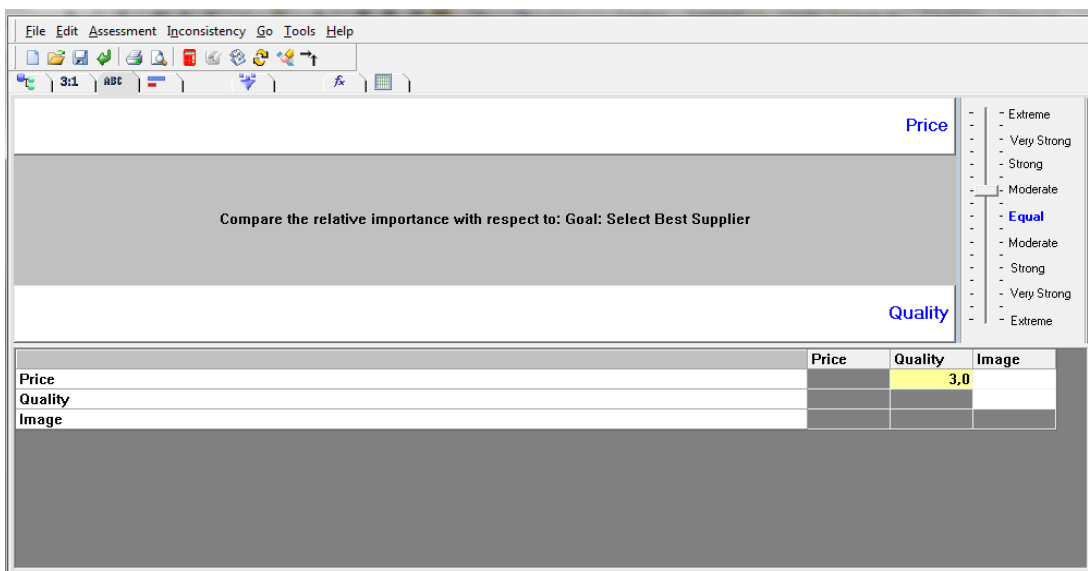 File Edit Assessment Inconsistency Go Tools Help
3:1 ABC fx
Price
Extreme
Very Strong
Strong
Moderate
Equal
Moderate
Strong
Very Strong
Extreme
Compare the relative importance with respect to: Goal: Select Best Supplier
Quality
Price Quality Image
Price 3,0
Quality
Image